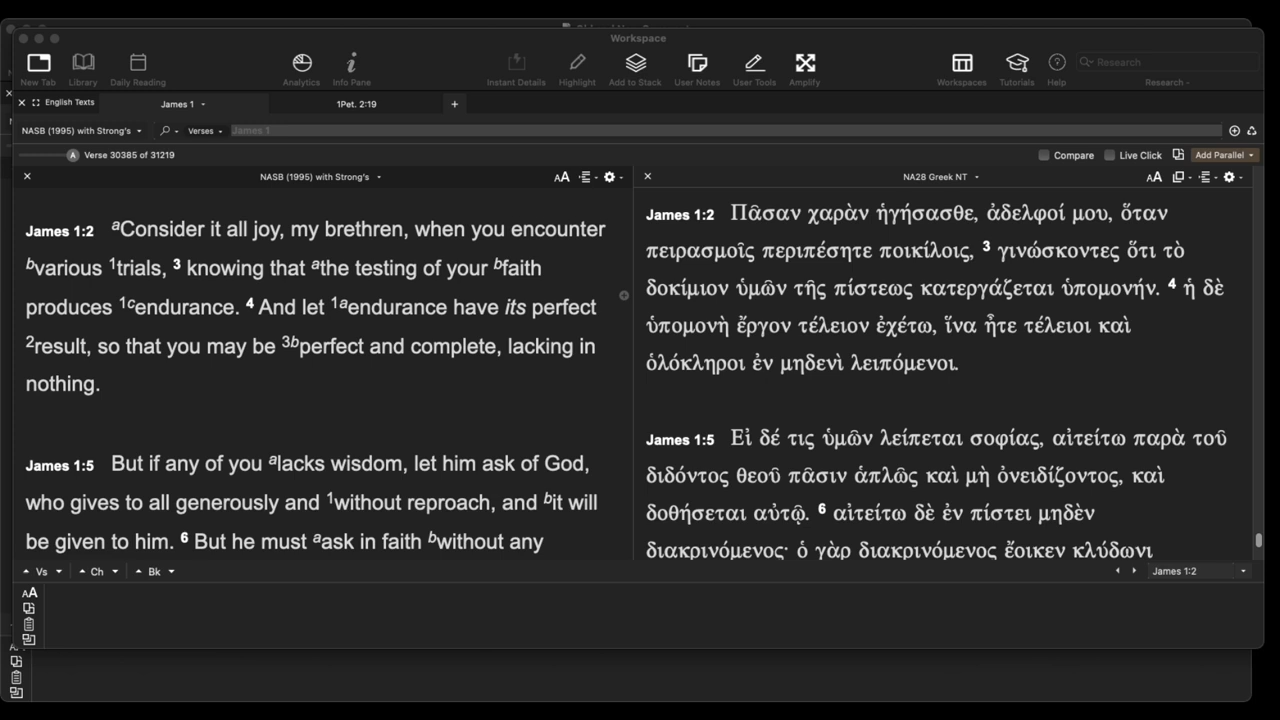 Workspace
New Tab Library Daily Reading Analytics Info Pane Instant Details Highlight Add to Stack User Notes User Tools Amplify Workspaces Tutorials Help Research
Research
English Texts James 1 1Pet. 2:19 +
NASB (1995) with Strong's Verses James 1
A Verse 30385 of 31219 Compare Live Click Add Parallel
NASB (1995) with Strong's AA
James 1:2 aConsider it all joy, my brethren, when you encounter
bvarious 1trials, 3 knowing that athe testing of your bfaith
produces 1cendurance. 4 And let 1aendurance have its perfect
2result, so that you may be 3bperfect and complete, lacking in
nothing.
James 1:5 But if any of you alacks wisdom, let him ask of God,
who gives to all generously and 1without reproach, and bit will
be given to him. 6 But he must aask in faith bwithout any
NA28 Greek NT AA
James 1:2 Πᾶσαν χαρὰν ἡγήσασθε, ἀδελφοί μου, ὅταν
πειρασμοῖς περιπέσητε ποικίλοις, 3 γινώσκοντες ὅτι τὸ
δοκίμιον ὑμῶν τῆς πίστεως κατεργάζεται ὑπομονήν. 4 ἡ δὲ
ὑπομονὴ ἔργον τέλειον ἐχέτω, ἵνα ἦτε τέλειοι καὶ
ὁλόκληροι ἐν μηδενὶ λειπόμενοι.
James 1:5 Εἰ δέ τις ὑμῶν λείπεται σοφίας, αἰτείτω παρὰ τοῦ
διδόντος θεοῦ πᾶσιν ἁπλῶς καὶ μὴ ὀνειδίζοντος, καὶ
δοθήσεται αὐτῷ. 6 αἰτείτω δὲ ἐν πίστει μηδὲν
διακρινόμενος· ὁ γὰρ διακρινόμενος ἔοικεν κλύδωνι
Vs Ch Bk James 1:2
AA